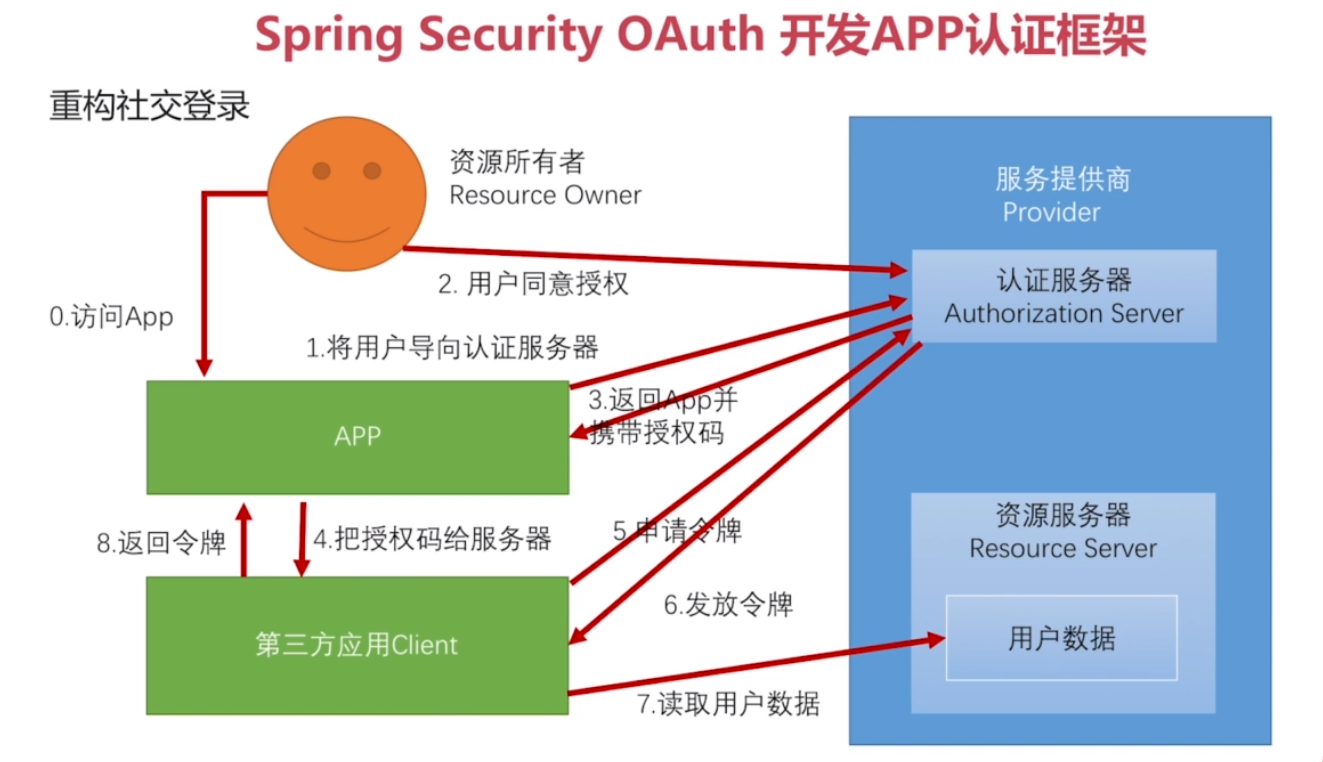 Spring Security OAuth 开发APP认证框架
重构社交登录
资源所有者
Resource Owner
服务提供商
Provider
2. 用户同意授权
认证服务器
Authorization Server
0.访问App
1.将用户导向认证服务器
3.返回App并
携带授权码
APP
8.返回令牌
4.把授权码给服务器
5.申请令牌
资源服务器
Resource Server
6.发放令牌
第三方应用Client
用户数据
7.读取用户数据